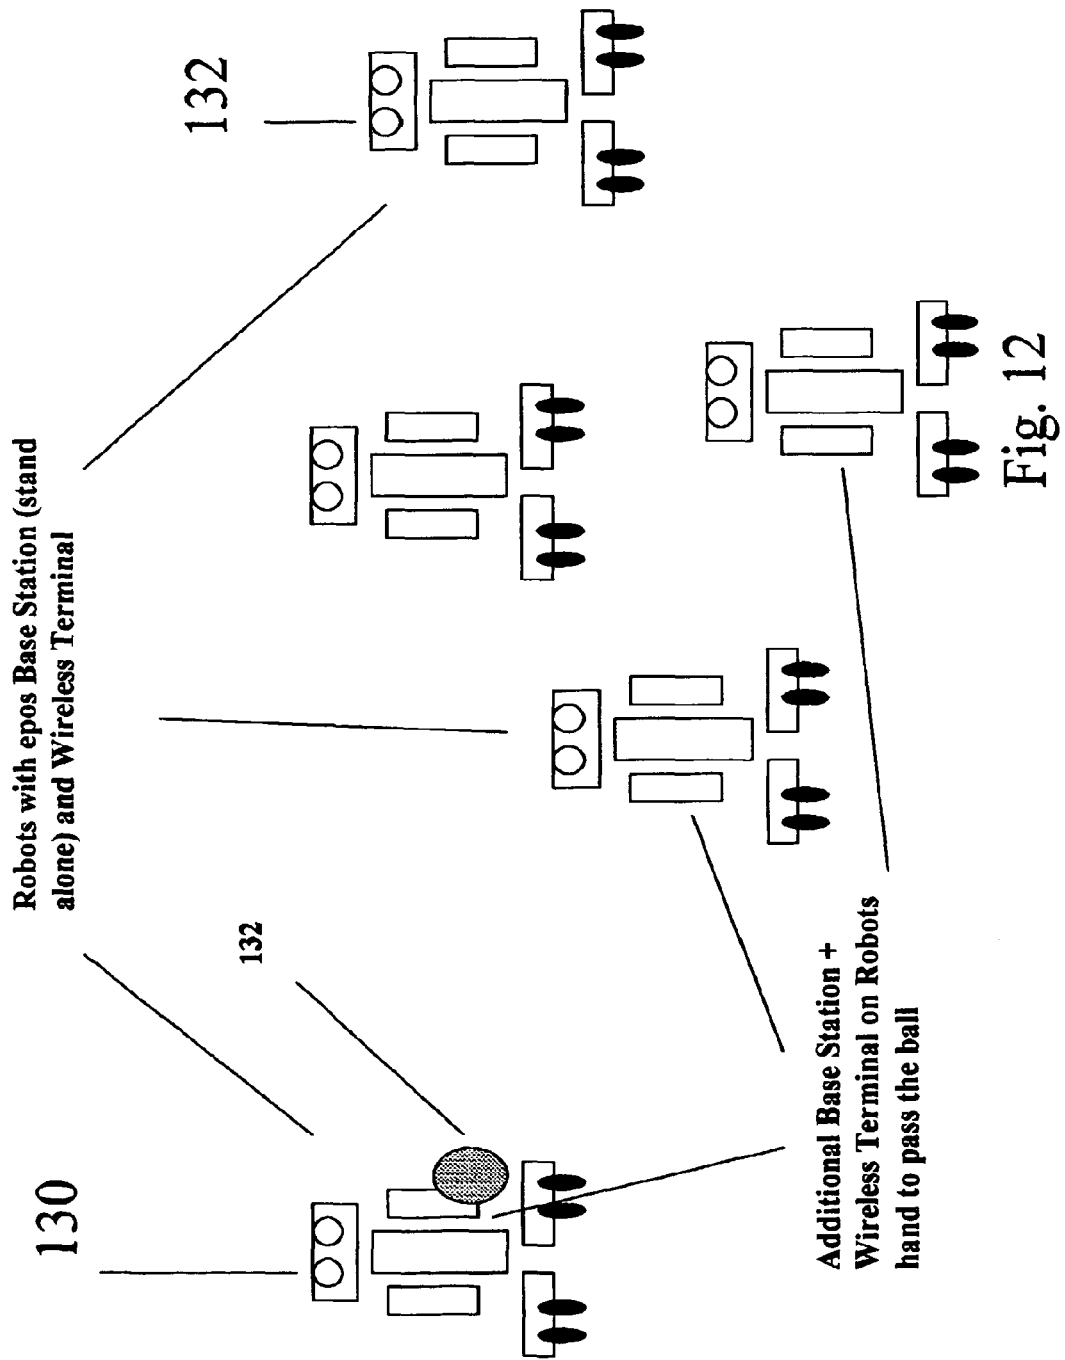 130
132
Robots with epos Base Station (stand
alone) and Wireless Terminal
132
Additional Base Station +
Wireless Terminal on Robots
hand to pass the ball
Fig. 12